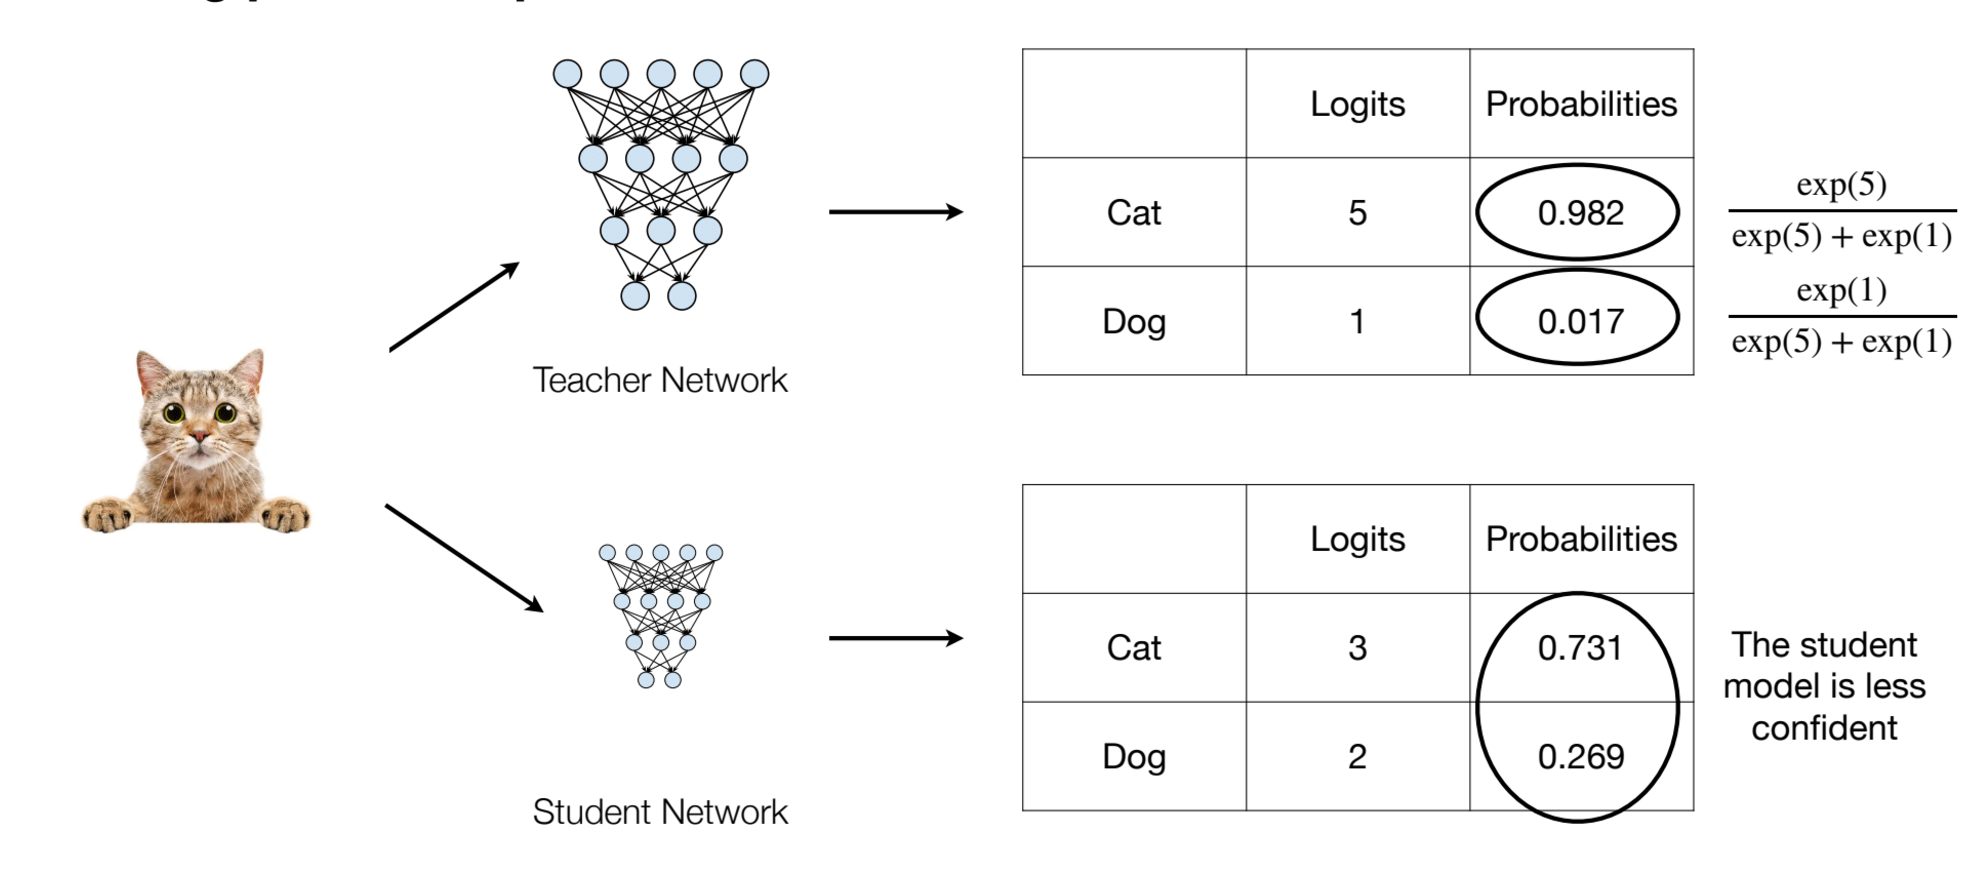 Logits Probabilities
Cat 5 0.982
exp(5)
exp(5) + exp(1)
Dog 1 0.017
exp(1)
exp(5) + exp(1)
Teacher Network
Logits Probabilities
Cat 3 0.731
Dog 2 0.269
The student
model is less
confident
Student Network